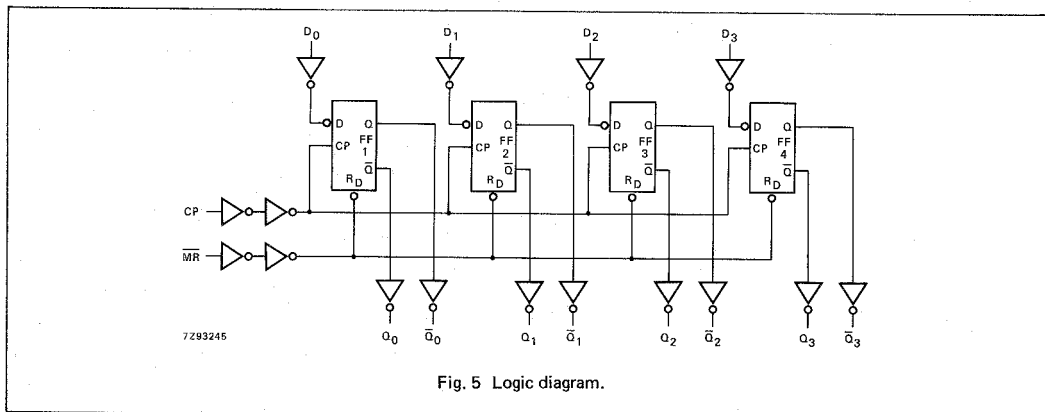 D0 D1 D2 D3
D Q D Q D Q D Q
CP FF 1 CP FF 2 CP FF 3 CP FF 4
Q̅ Q̅ Q̅ Q̅
RD RD RD RD
CP
M̅R̅
7Z93245
Q0 Q̅0 Q1 Q̅1 Q2 Q̅2 Q3 Q̅3
Fig. 5 Logic diagram.